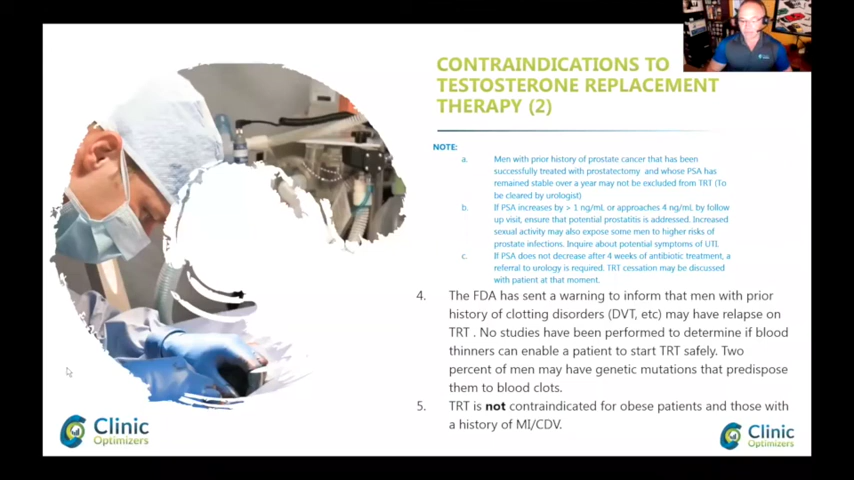 CONTRAINDICATIONS TO
TESTOSTERONE REPLACEMENT
THERAPY (2)
NOTE:
a. Men with prior history of prostate cancer that has been
successfully treated with prostatectomy and whose PSA has
remained stable over a year may not be excluded from TRT (To
be cleared by urologist)
b. If PSA increases by > 1 ng/mL or approaches 4 ng/mL by follow
up visit, ensure that potential prostatitis is addressed. Increased
sexual activity may also expose some men to higher risks of
prostate infections. Inquire about potential symptoms of UTI.
c. If PSA does not decrease after 4 weeks of antibiotic treatment, a
referral to urology is required. TRT cessation may be discussed
with patient at that moment.
4. The FDA has sent a warning to inform that men with prior
history of clotting disorders (DVT, etc) may have relapse on
TRT . No studies have been performed to determine if blood
thinners can enable a patient to start TRT safely. Two
percent of men may have genetic mutations that predispose
them to blood clots.
5. TRT is not contraindicated for obese patients and those with
a history of MI/CDV.
Clinic
Optimizers
Clinic
Optimizers